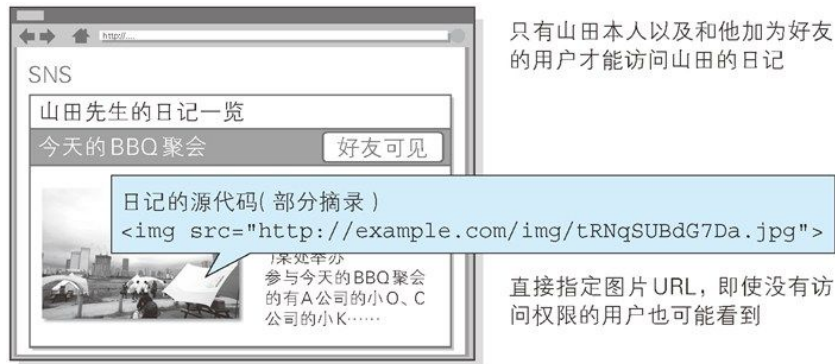 http://....
只有山田本人以及和他加为好友
的用户才能访问山田的日记
SNS
山田先生的日记一览
今天的BBQ聚会
好友可见
日记的源代码(部分摘录)
<img src="http://example.com/img/tRNqSUBdG7Da.jpg">
某处举办
参与今天的BBQ聚会
的有A公司的小O、C
公司的小K……
直接指定图片URL，即使没有访
问权限的用户也可能看到